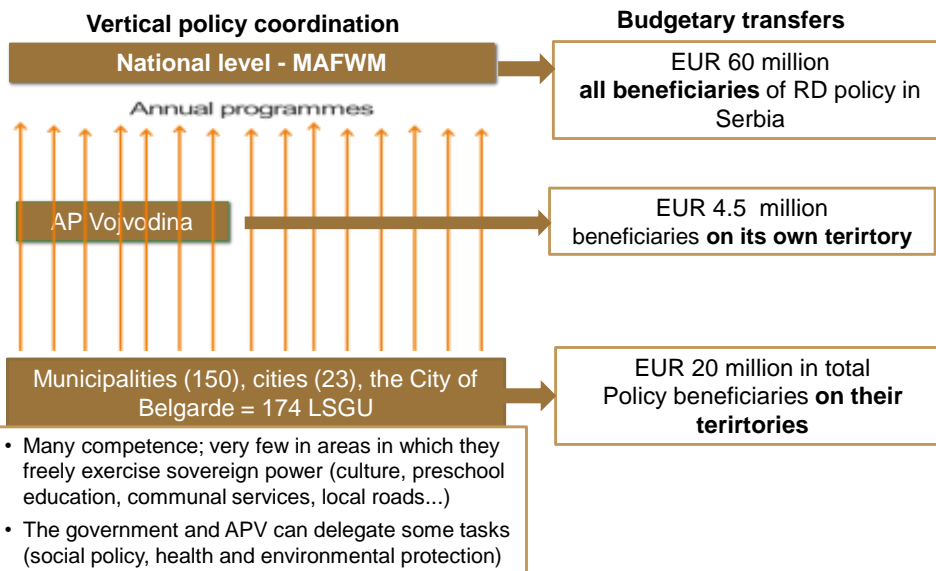 Vertical policy coordination
Budgetary transfers
National level - MAFWM
EUR 60 million
all beneficiaries of RD policy in
Serbia
Annual programmes
AP Vojvodina
EUR 4.5 million
beneficiaries on its own terirtory
Municipalities (150), cities (23), the City of
Belgarde = 174 LSGU
EUR 20 million in total
Policy beneficiaries on their
terirtories
• Many competence; very few in areas in which they
freely exercise sovereign power (culture, preschool
education, communal services, local roads...)
• The government and APV can delegate some tasks
(social policy, health and environmental protection)